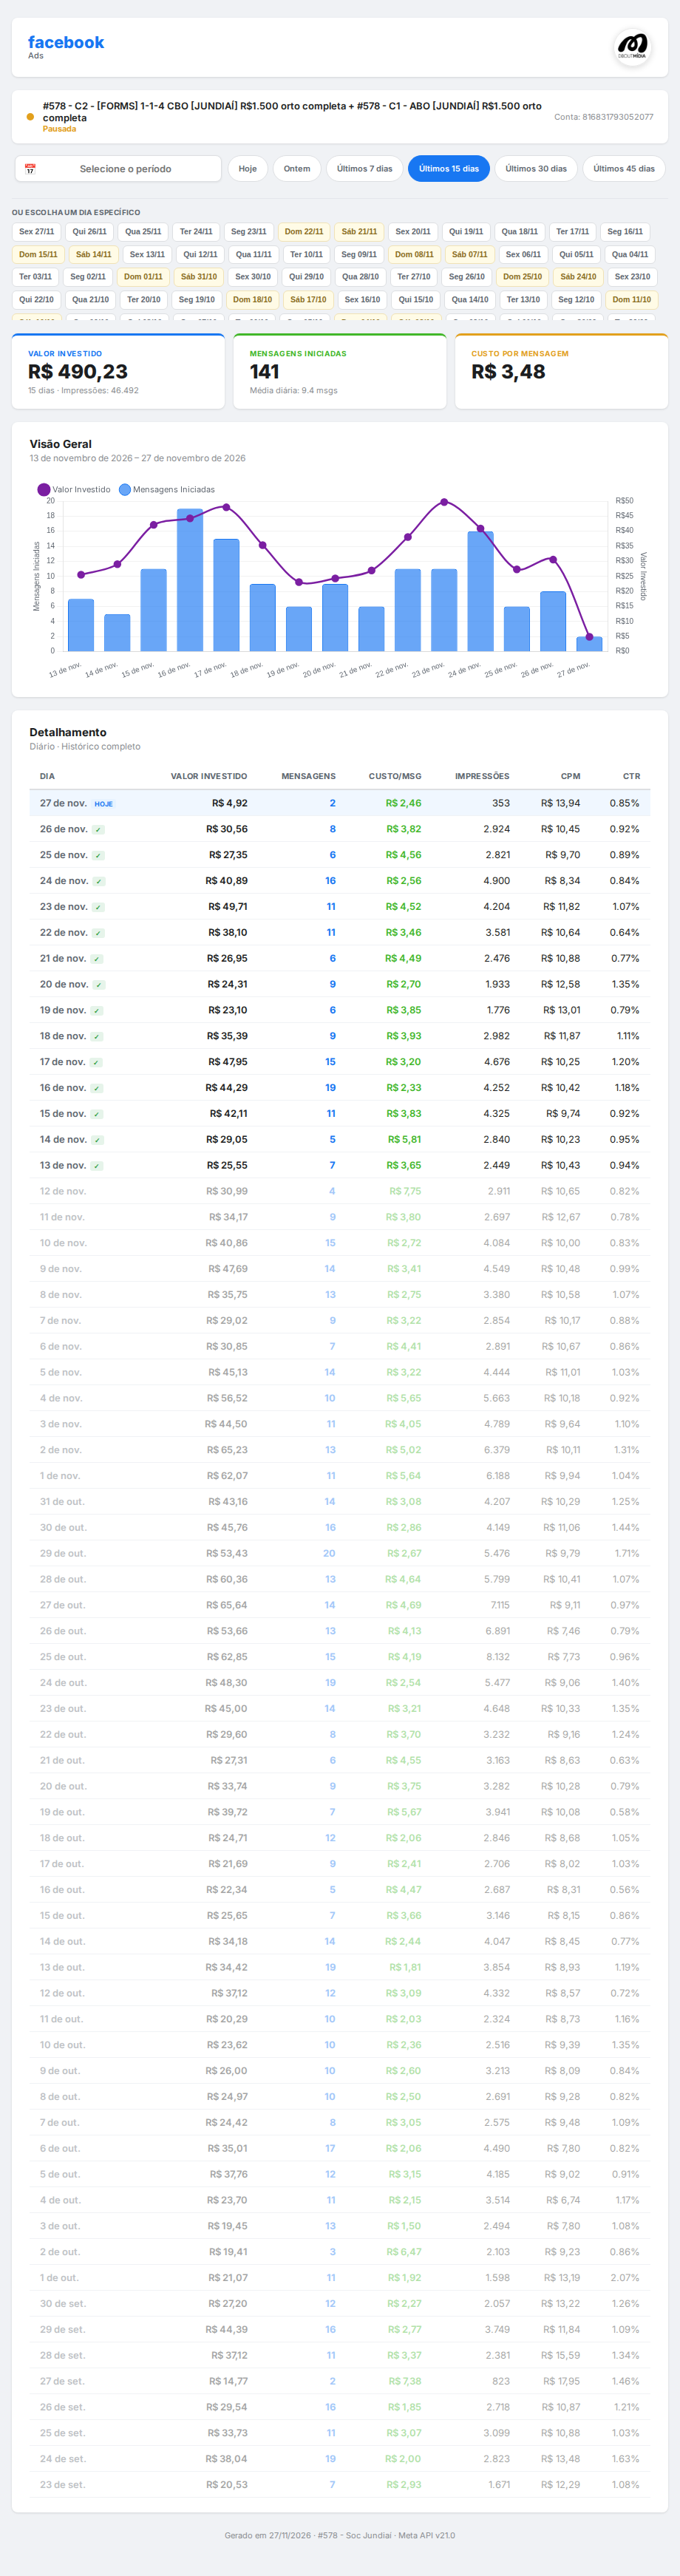 facebook
Ads
DBOUTMÍDIA
#578 - C2 - [FORMS] 1-1-4 CBO [JUNDIAÍ] R$1.500 orto completa + #578 - C1 - ABO [JUNDIAÍ] R$1.500 orto
completa
Pausada
Conta: 816831793052077
Selecione o período
Hoje
Ontem
Últimos 7 dias
Últimos 15 dias
Últimos 30 dias
Últimos 45 dias
OU ESCOLHA UM DIA ESPECÍFICO
Sex 27/11 Qui 26/11 Qua 25/11 Ter 24/11 Seg 23/11 Dom 22/11 Sáb 21/11 Sex 20/11 Qui 19/11 Qua 18/11 Ter 17/11 Seg 16/11
Dom 15/11 Sáb 14/11 Sex 13/11 Qui 12/11 Qua 11/11 Ter 10/11 Seg 09/11 Dom 08/11 Sáb 07/11 Sex 06/11 Qui 05/11 Qua 04/11
Ter 03/11 Seg 02/11 Dom 01/11 Sáb 31/10 Sex 30/10 Qui 29/10 Qua 28/10 Ter 27/10 Seg 26/10 Dom 25/10 Sáb 24/10 Sex 23/10
Qui 22/10 Qua 21/10 Ter 20/10 Seg 19/10 Dom 18/10 Sáb 17/10 Sex 16/10 Qui 15/10 Qua 14/10 Ter 13/10 Seg 12/10 Dom 11/10
VALOR INVESTIDO
R$ 490,23
15 dias · Impressões: 46.492
MENSAGENS INICIADAS
141
Média diária: 9.4 msgs
CUSTO POR MENSAGEM
R$ 3,48
Visão Geral
13 de novembro de 2026 – 27 de novembro de 2026
Valor Investido Mensagens Iniciadas
Mensagens Iniciadas
20
18
16
14
12
10
8
6
4
2
0
R$50
R$45
R$40
R$35
R$30
R$25
R$20
R$15
R$10
R$5
R$0
Valor Investido
13 de nov. 14 de nov. 15 de nov. 16 de nov. 17 de nov. 18 de nov. 19 de nov. 20 de nov. 21 de nov. 22 de nov. 23 de nov. 24 de nov. 25 de nov. 26 de nov. 27 de nov.
Detalhamento
Diário · Histórico completo
DIA VALOR INVESTIDO MENSAGENS CUSTO/MSG IMPRESSÕES CPM CTR
27 de nov. HOJE R$ 4,92 2 R$ 2,46 353 R$ 13,94 0.85%
26 de nov. ✓ R$ 30,56 8 R$ 3,82 2.924 R$ 10,45 0.92%
25 de nov. ✓ R$ 27,35 6 R$ 4,56 2.821 R$ 9,70 0.89%
24 de nov. ✓ R$ 40,89 16 R$ 2,56 4.900 R$ 8,34 0.84%
23 de nov. ✓ R$ 49,71 11 R$ 4,52 4.204 R$ 11,82 1.07%
22 de nov. ✓ R$ 38,10 11 R$ 3,46 3.581 R$ 10,64 0.64%
21 de nov. ✓ R$ 26,95 6 R$ 4,49 2.476 R$ 10,88 0.77%
20 de nov. ✓ R$ 24,31 9 R$ 2,70 1.933 R$ 12,58 1.35%
19 de nov. ✓ R$ 23,10 6 R$ 3,85 1.776 R$ 13,01 0.79%
18 de nov. ✓ R$ 35,39 9 R$ 3,93 2.982 R$ 11,87 1.11%
17 de nov. ✓ R$ 47,95 15 R$ 3,20 4.676 R$ 10,25 1.20%
16 de nov. ✓ R$ 44,29 19 R$ 2,33 4.252 R$ 10,42 1.18%
15 de nov. ✓ R$ 42,11 11 R$ 3,83 4.325 R$ 9,74 0.92%
14 de nov. ✓ R$ 29,05 5 R$ 5,81 2.840 R$ 10,23 0.95%
13 de nov. ✓ R$ 25,55 7 R$ 3,65 2.449 R$ 10,43 0.94%
12 de nov. R$ 30,99 4 R$ 7,75 2.911 R$ 10,65 0.82%
11 de nov. R$ 34,17 9 R$ 3,80 2.697 R$ 12,67 0.78%
10 de nov. R$ 40,86 15 R$ 2,72 4.084 R$ 10,00 0.83%
9 de nov. R$ 47,69 14 R$ 3,41 4.549 R$ 10,48 0.99%
8 de nov. R$ 35,75 13 R$ 2,75 3.380 R$ 10,58 1.07%
7 de nov. R$ 29,02 9 R$ 3,22 2.854 R$ 10,17 0.88%
6 de nov. R$ 30,85 7 R$ 4,41 2.891 R$ 10,67 0.86%
5 de nov. R$ 45,13 14 R$ 3,22 4.444 R$ 11,01 1.03%
4 de nov. R$ 56,52 10 R$ 5,65 5.663 R$ 10,18 0.92%
3 de nov. R$ 44,50 11 R$ 4,05 4.789 R$ 9,64 1.10%
2 de nov. R$ 65,23 13 R$ 5,02 6.379 R$ 10,11 1.31%
1 de nov. R$ 62,07 11 R$ 5,64 6.188 R$ 9,94 1.04%
31 de out. R$ 43,16 14 R$ 3,08 4.207 R$ 10,29 1.25%
30 de out. R$ 45,76 16 R$ 2,86 4.149 R$ 11,06 1.44%
29 de out. R$ 53,43 20 R$ 2,67 5.476 R$ 9,79 1.71%
28 de out. R$ 60,36 13 R$ 4,64 5.799 R$ 10,41 1.07%
27 de out. R$ 65,64 14 R$ 4,69 7.115 R$ 9,11 0.97%
26 de out. R$ 53,66 13 R$ 4,13 6.891 R$ 7,46 0.79%
25 de out. R$ 62,85 15 R$ 4,19 8.132 R$ 7,73 0.96%
24 de out. R$ 48,30 19 R$ 2,54 5.477 R$ 9,06 1.40%
23 de out. R$ 45,00 14 R$ 3,21 4.648 R$ 10,33 1.35%
22 de out. R$ 29,60 8 R$ 3,70 3.232 R$ 9,16 1.24%
21 de out. R$ 27,31 6 R$ 4,55 3.163 R$ 8,63 0.63%
20 de out. R$ 33,74 9 R$ 3,75 3.282 R$ 10,28 0.79%
19 de out. R$ 39,72 7 R$ 5,67 3.941 R$ 10,08 0.58%
18 de out. R$ 24,71 12 R$ 2,06 2.846 R$ 8,68 1.05%
17 de out. R$ 21,69 9 R$ 2,41 2.706 R$ 8,02 1.03%
16 de out. R$ 22,34 5 R$ 4,47 2.687 R$ 8,31 0.56%
15 de out. R$ 25,65 7 R$ 3,66 3.146 R$ 8,15 0.86%
14 de out. R$ 34,18 14 R$ 2,44 4.047 R$ 8,45 0.77%
13 de out. R$ 34,42 19 R$ 1,81 3.854 R$ 8,93 1.19%
12 de out. R$ 37,12 12 R$ 3,09 4.332 R$ 8,57 0.72%
11 de out. R$ 20,29 10 R$ 2,03 2.324 R$ 8,73 1.16%
10 de out. R$ 23,62 10 R$ 2,36 2.516 R$ 9,39 1.35%
9 de out. R$ 26,00 10 R$ 2,60 3.213 R$ 8,09 0.84%
8 de out. R$ 24,97 10 R$ 2,50 2.691 R$ 9,28 0.82%
7 de out. R$ 24,42 8 R$ 3,05 2.575 R$ 9,48 1.09%
6 de out. R$ 35,01 17 R$ 2,06 4.490 R$ 7,80 0.82%
5 de out. R$ 37,76 12 R$ 3,15 4.185 R$ 9,02 0.91%
4 de out. R$ 23,70 11 R$ 2,15 3.514 R$ 6,74 1.17%
3 de out. R$ 19,45 13 R$ 1,50 2.494 R$ 7,80 1.08%
2 de out. R$ 19,41 3 R$ 6,47 2.103 R$ 9,23 0.86%
1 de out. R$ 21,07 11 R$ 1,92 1.598 R$ 13,19 2.07%
30 de set. R$ 27,20 12 R$ 2,27 2.057 R$ 13,22 1.26%
29 de set. R$ 44,39 16 R$ 2,77 3.749 R$ 11,84 1.09%
28 de set. R$ 37,12 11 R$ 3,37 2.381 R$ 15,59 1.34%
27 de set. R$ 14,77 2 R$ 7,38 823 R$ 17,95 1.46%
26 de set. R$ 29,54 16 R$ 1,85 2.718 R$ 10,87 1.21%
25 de set. R$ 33,73 11 R$ 3,07 3.099 R$ 10,88 1.03%
24 de set. R$ 38,04 19 R$ 2,00 2.823 R$ 13,48 1.63%
23 de set. R$ 20,53 7 R$ 2,93 1.671 R$ 12,29 1.08%
Gerado em 27/11/2026 · #578 - Soc Jundiaí · Meta API v21.0